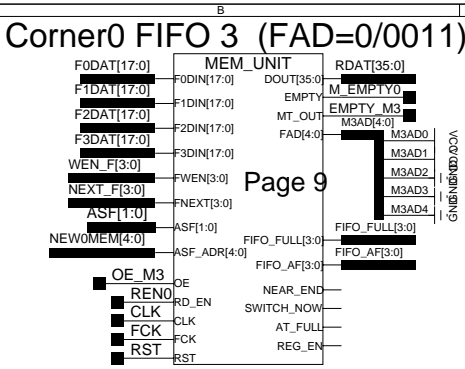 B
Corner0 FIFO 3 (FAD=0/0011)
MEM_UNIT
F0DAT[17:0]
F0DIN[17:0]
F1DAT[17:0]
F1DIN[17:0]
F2DAT[17:0]
F2DIN[17:0]
F3DAT[17:0]
F3DIN[17:0]
WEN_F[3:0]
FWEN[3:0]
NEXT_F[3:0]
FNEXT[3:0]
ASF[1:0]
ASF[1:0]
NEW0MEM[4:0]
ASF_ADR[4:0]
OE_M3
OE
REN0
RD_EN
CLK
CLK
FCK
FCK
RST
RST
Page 9
RDAT[35:0]
DOUT[35:0]
M_EMPTY0
EMPTY
EMPTY_M3
MT_OUT
M3AD[4:0]
FAD[4:0]
M3AD0
M3AD1
M3AD2
M3AD3
M3AD4
FIFO_FULL[3:0]
FIFO_FULL[3:0]
FIFO_AF[3:0]
FIFO_AF[3:0]
NEAR_END
SWITCH_NOW
AT_FULL
REG_EN